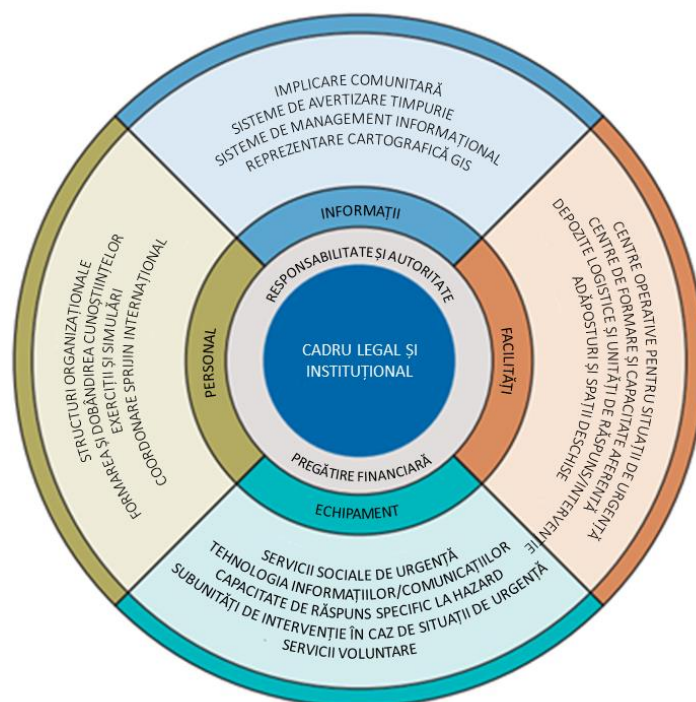 IMPLICARE COMUNITARĂ
SISTEME DE AVERTIZARE TIMPURIE
SISTEME DE MANAGEMENT INFORMAȚIONAL
REPREZENTARE CARTOGRAFICĂ GIS
INFORMAȚII
RESPONSABILITATE ȘI AUTORITATE
CADRU LEGAL ȘI
INSTITUȚIONAL
PREGĂTIRE FINANCIARĂ
PERSONAL
STRUCTURI ORGANIZAȚIONALE
FORMAREA ȘI DOBÂNDIREA CUNOȘTIINȚELOR
EXERCIȚII ȘI SIMULĂRI
COORDONARE SPRIJIN INTERNAȚIONAL
FACILITĂȚI
CENTRE OPERATIVE PENTRU SITUAȚII DE URGENȚĂ
CENTRE DE FORMARE ȘI CAPACITATE AFERENTĂ
DEPOZITE LOGISTICE ȘI UNITĂȚI DE RĂSPUNS/INTERVENȚIE
ADĂPOSTURI ȘI SPAȚII DESCHISE
ECHIPAMENT
SERVICII SOCIALE DE URGENȚĂ
TEHNOLOGIA INFORMAȚIILOR/COMUNICAȚIILOR
CAPACITATE DE RĂSPUNS SPECIFIC LA HAZARD
SUBUNITĂȚI DE INTERVENȚIE ÎN CAZ DE SITUAȚII DE URGENȚĂ
SERVICII VOLUNTARE